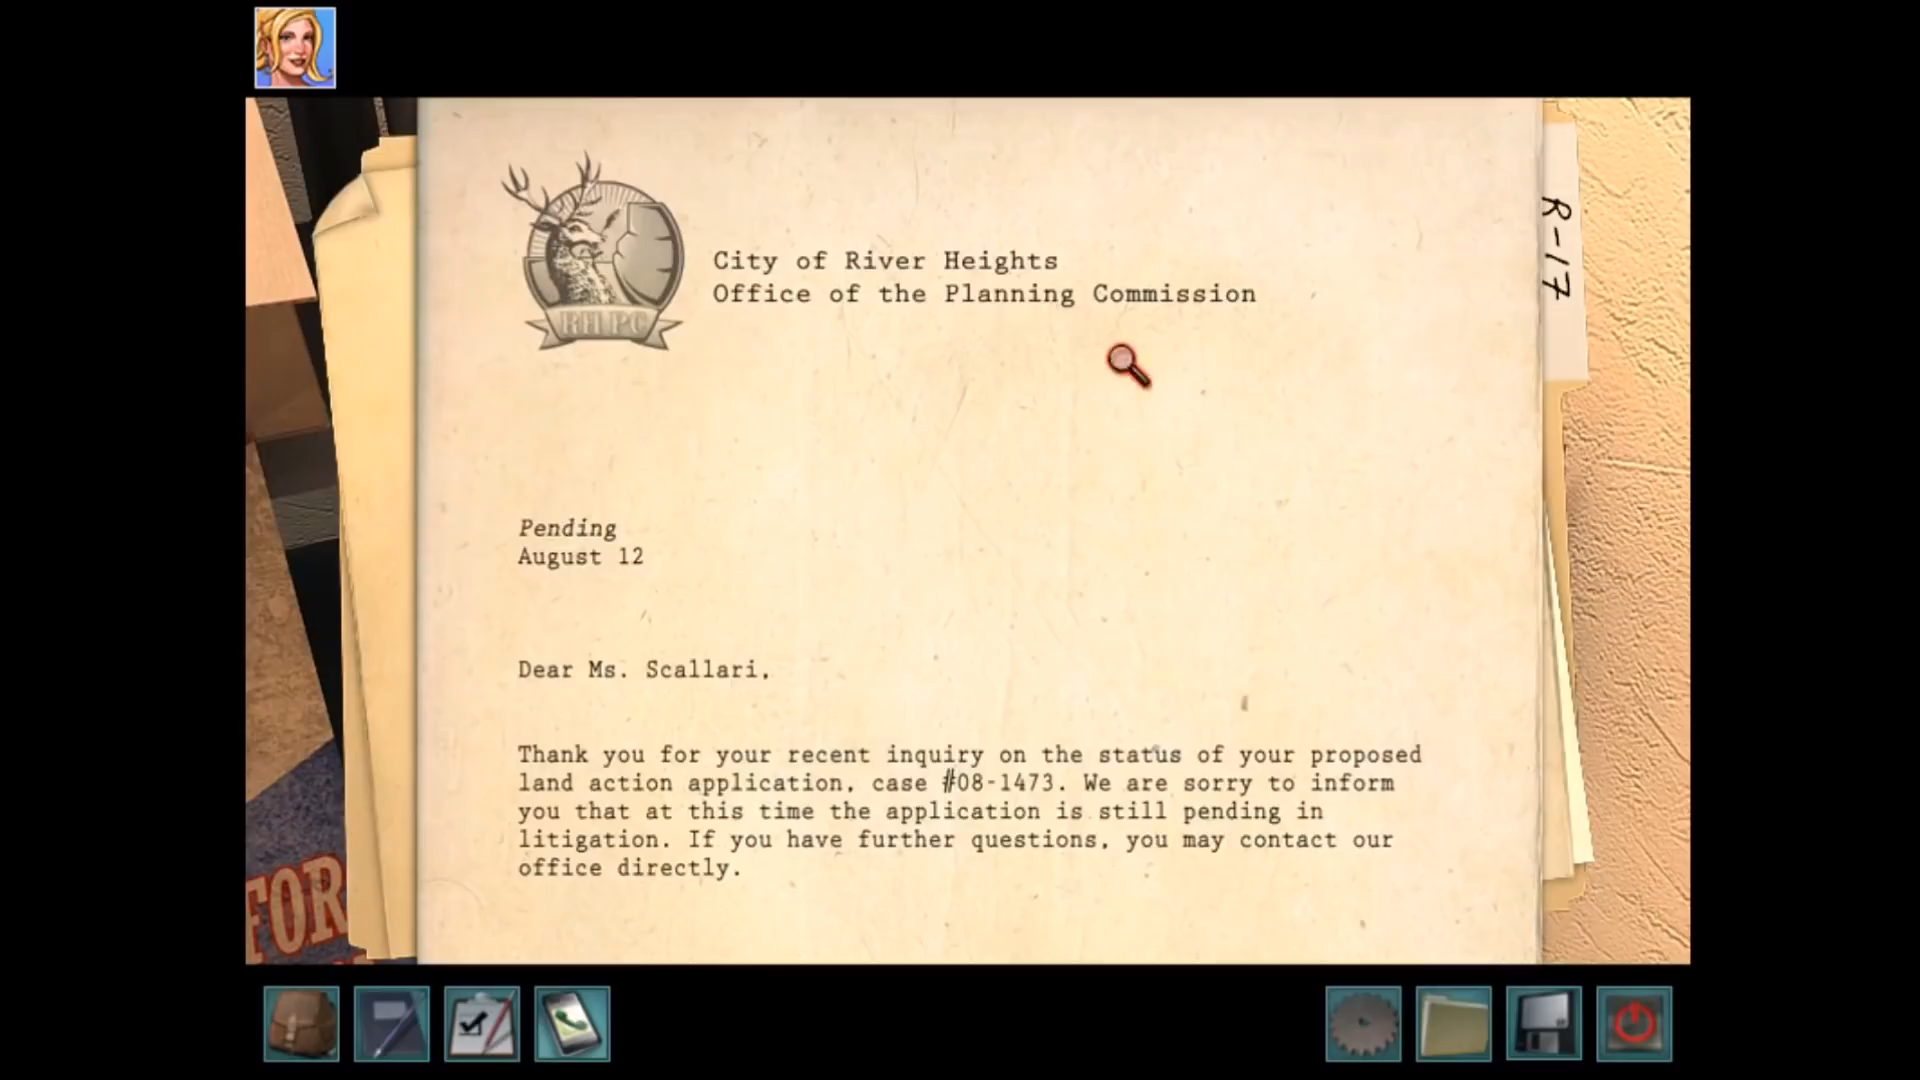 RHPC
City of River Heights
Office of the Planning Commission
R-17
Pending
August 12
Dear Ms. Scallari,
Thank you for your recent inquiry on the status of your proposed
land action application, case #08-1473. We are sorry to inform
you that at this time the application is still pending in
litigation. If you have further questions, you may contact our
office directly.
FOR